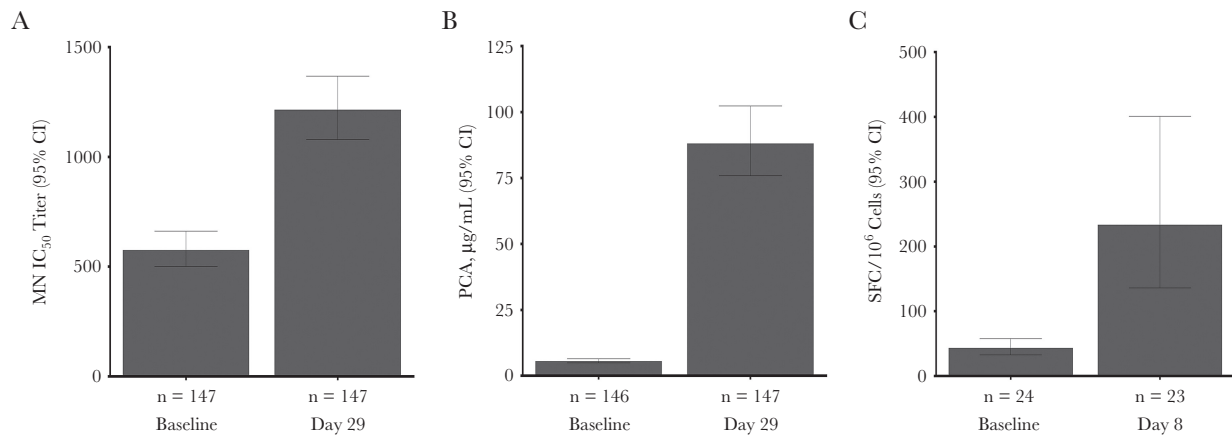 A
MN IC₅₀ Titer (95% CI)
1500
1000
500
0
n = 147
n = 147
Baseline
Day 29
B
PCA, µg/mL (95% CI)
125
100
75
50
25
0
n = 146
n = 147
Baseline
Day 29
C
SFC/10⁶ Cells (95% CI)
500
400
300
200
100
0
n = 24
n = 23
Baseline
Day 8